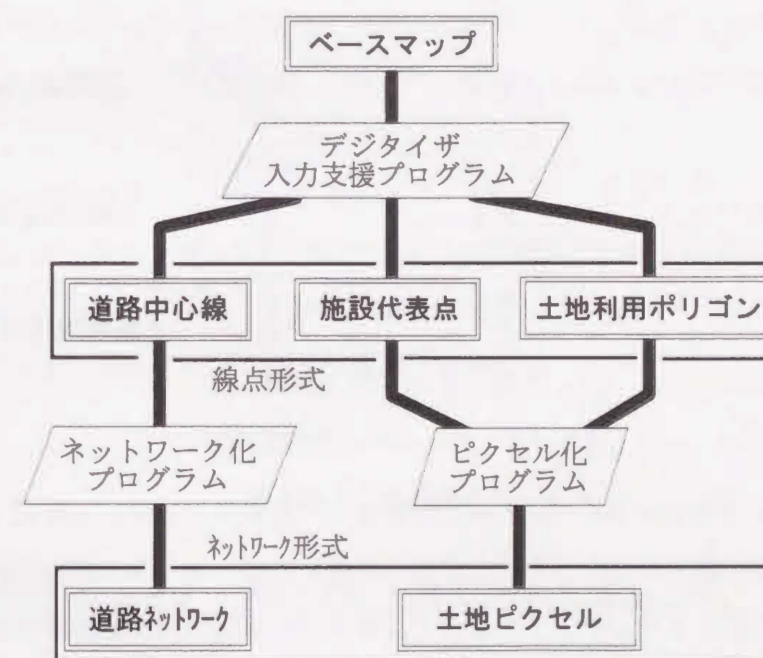 ベースマップ
デジタイザ
入力支援プログラム
道路中心線
施設代表点
土地利用ポリゴン
線点形式
ネットワーク化
プログラム
ピクセル化
プログラム
ネットワーク形式
道路ネットワーク
土地ピクセル